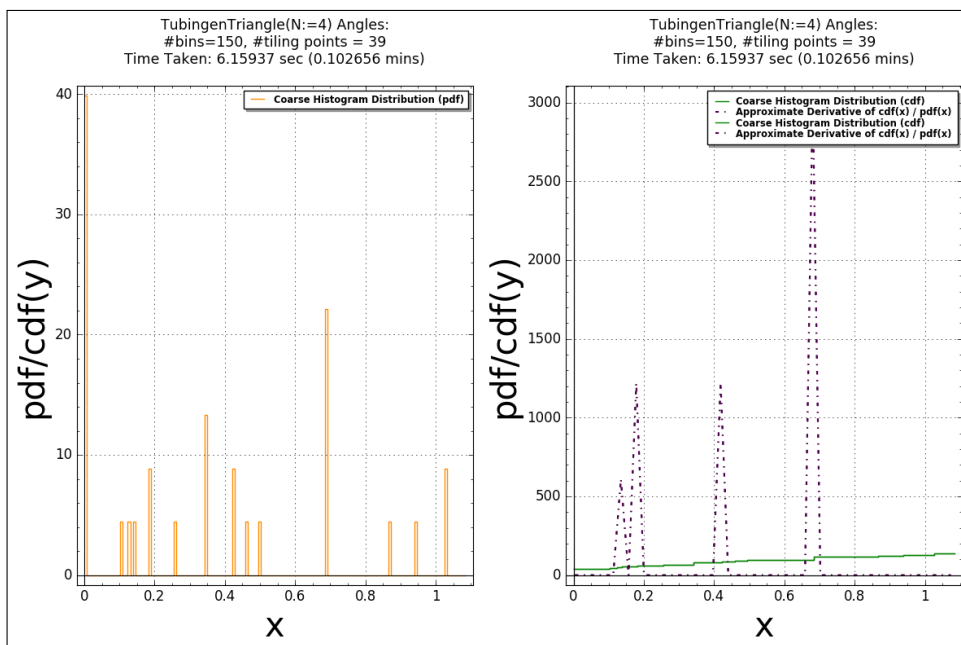 TubingenTriangle(N:=4) Angles:
#bins=150, #tiling points = 39
Time Taken: 6.15937 sec (0.102656 mins)
Coarse Histogram Distribution (pdf)
40
30
20
10
0
pdf/cdf(y)
0
0.2
0.4
0.6
0.8
1
x
TubingenTriangle(N:=4) Angles:
#bins=150, #tiling points = 39
Time Taken: 6.15937 sec (0.102656 mins)
Coarse Histogram Distribution (cdf)
Approximate Derivative of cdf(x) / pdf(x)
Coarse Histogram Distribution (cdf)
Approximate Derivative of cdf(x) / pdf(x)
3000
2500
2000
1500
1000
500
0
pdf/cdf(y)
0
0.2
0.4
0.6
0.8
1
x